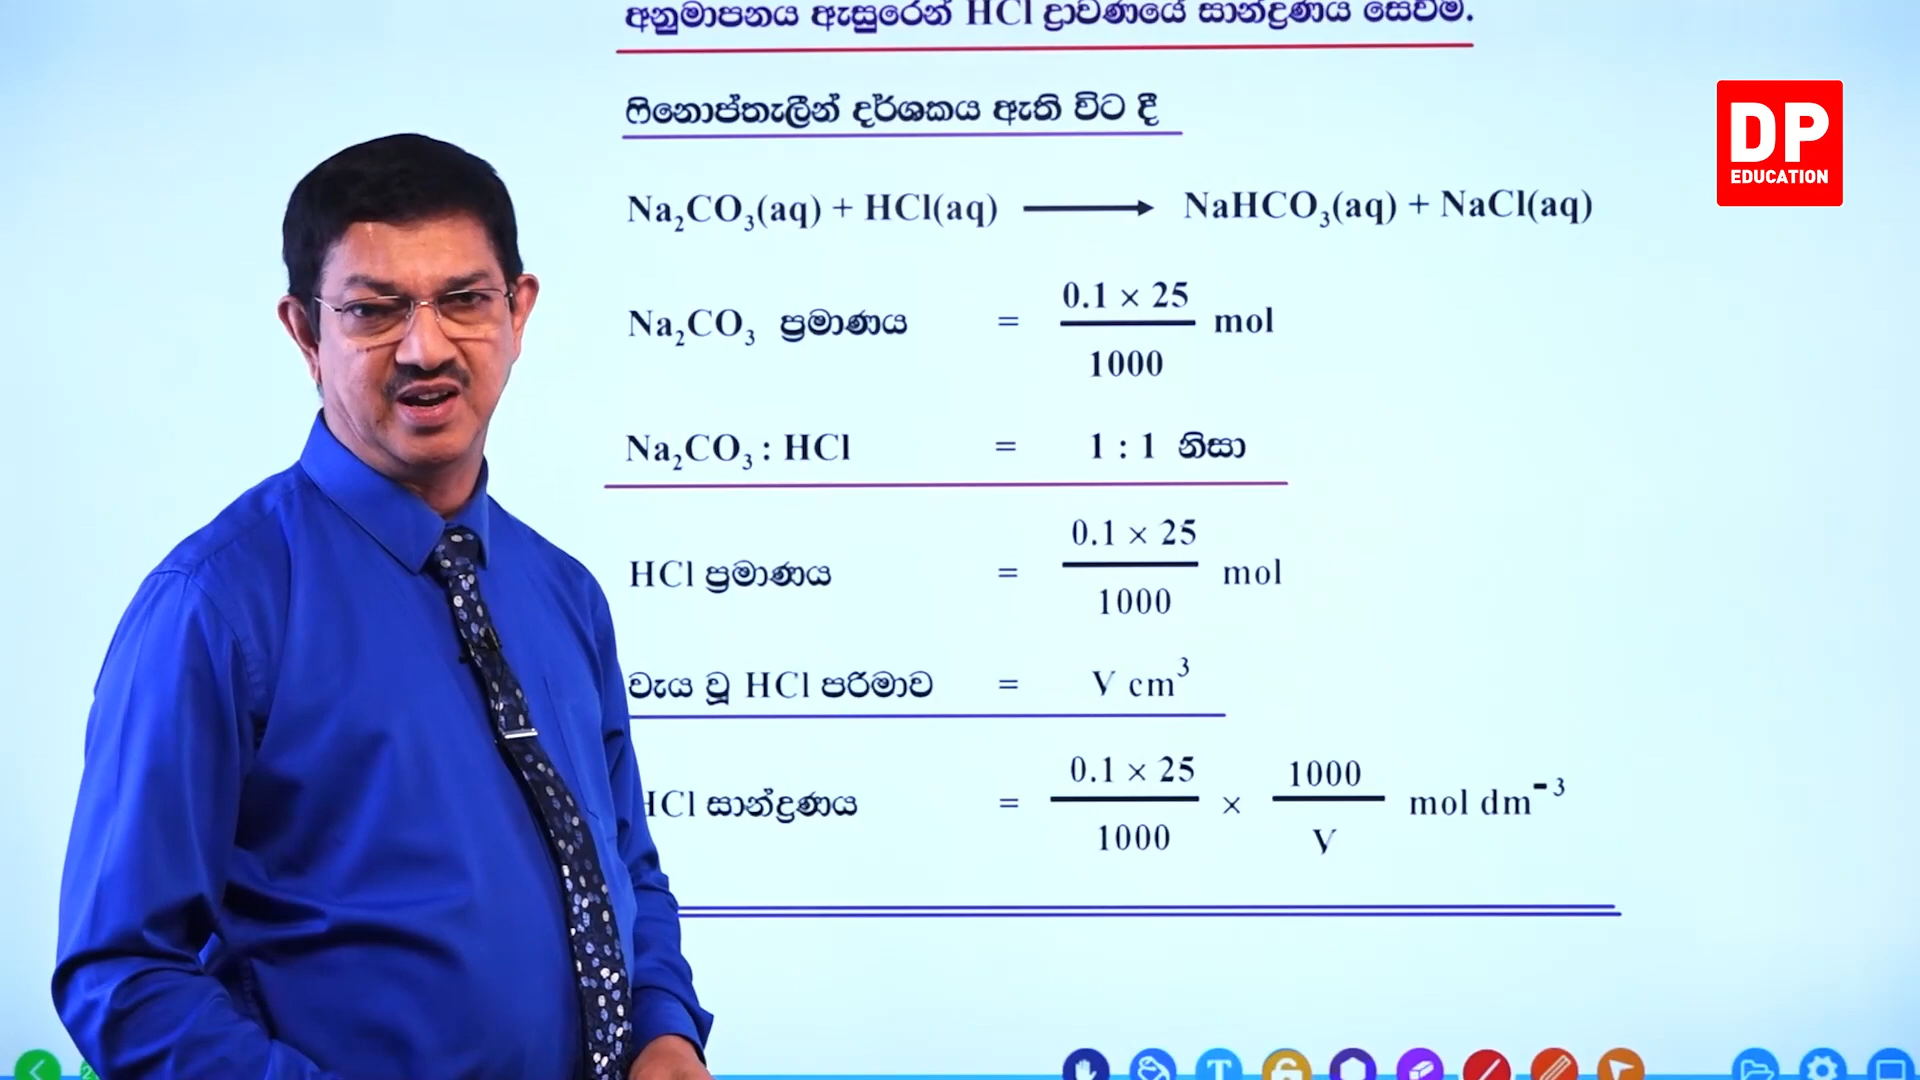 අනුමාපනය ඇසුරෙන් HCl ද්‍රාවණයේ සාන්ද්‍රණය සෙවීම.
DP
EDUCATION
ෆිනොප්තැලීන් දර්ශකය ඇති විට දී
Na₂CO₃(aq) + HCl(aq) ⟶ NaHCO₃(aq) + NaCl(aq)
Na₂CO₃ ප්‍රමාණය = 0.1 × 25 / 1000 mol
Na₂CO₃ : HCl = 1 : 1 නිසා
HCl ප්‍රමාණය = 0.1 × 25 / 1000 mol
වැය වූ HCl පරිමාව = V cm³
HCl සාන්ද්‍රණය = 0.1 × 25 / 1000 × 1000 / V mol dm⁻³